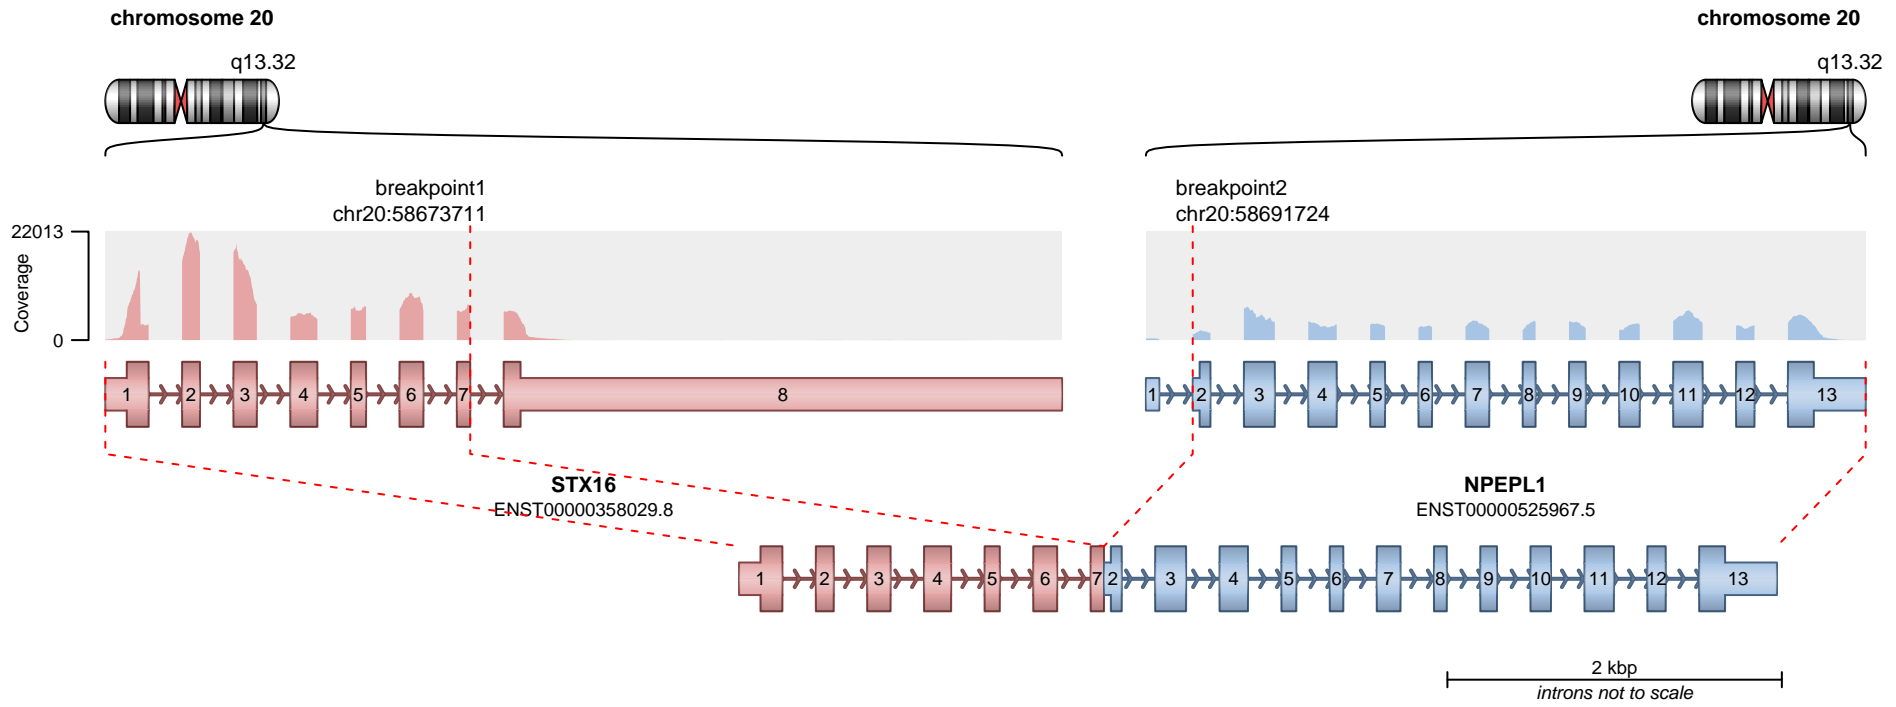 chromosome 20
chromosome 20
q13.32
q13.32
breakpoint1
chr20:58673711
breakpoint2
chr20:58691724
22013
0
Coverage
1 2 3 4 5 6 7 8
1 2 3 4 5 6 7 8 9 10 11 12 13
STX16
ENST00000358029.8
NPEPL1
ENST00000525967.5
1 2 3 4 5 6 7 2 3 4 5 6 7 8 9 10 11 12 13
2 kbp
introns not to scale